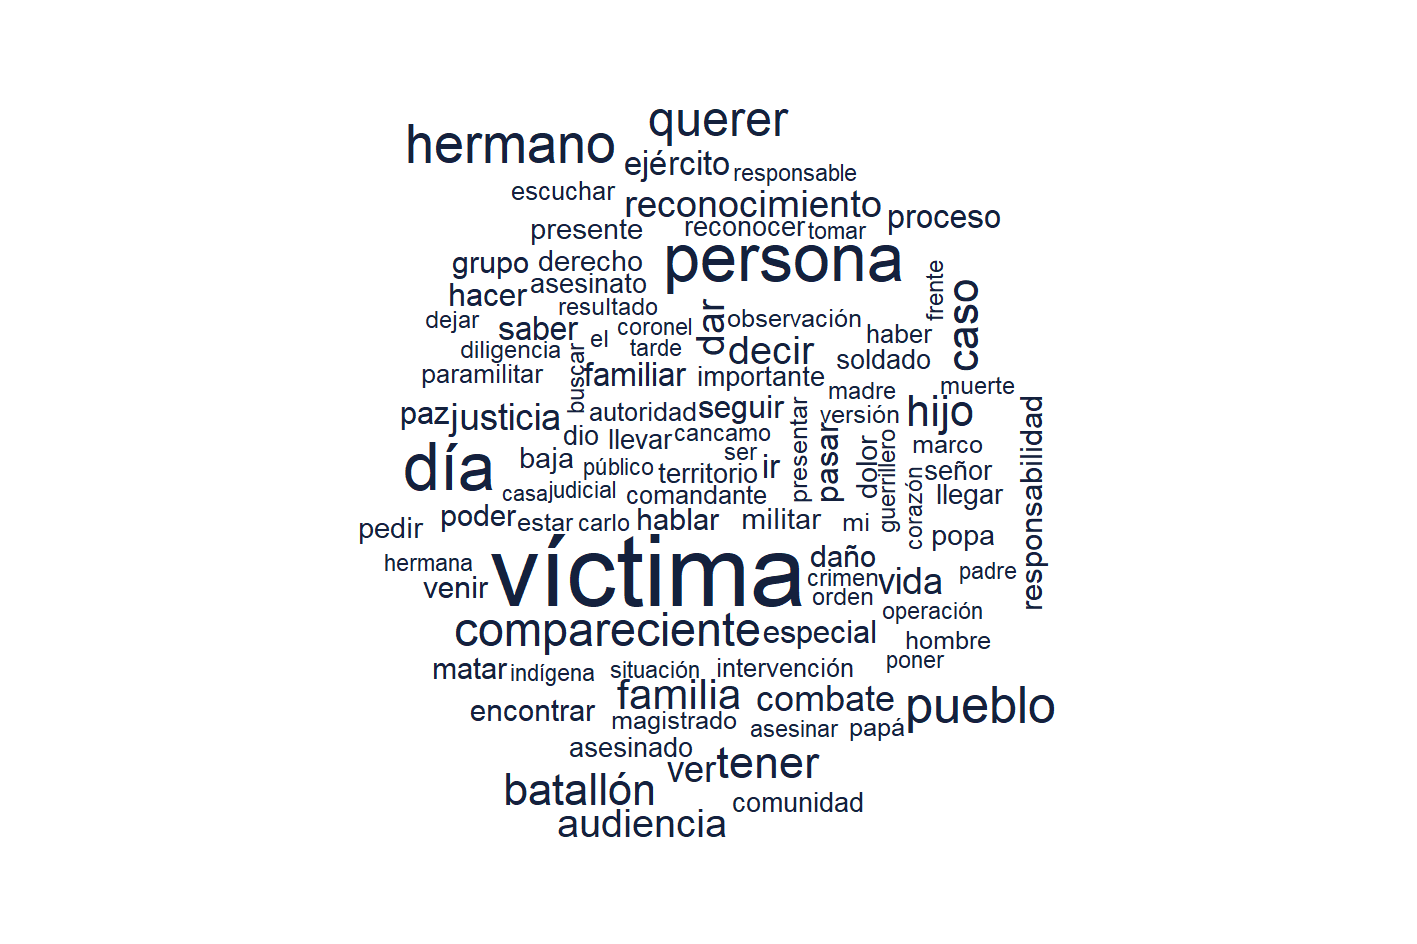 querer
hermano
ejército
responsable
escuchar
reconocimiento
proceso
presente
reconocer
tomar
persona
grupo
derecho
asesinato
frente
caso
hacer
resultado
dar
dejar
saber
coronel
observación
haber
el
tarde
decir
diligencia
buscar
soldado
paramilitar
familiar
importante
madre
muerte
paz
justicia
autoridad
seguir
presentar
versión
hijo
responsabilidad
dio
llevar
cancamo
pasar
dolor
guerrillero
marco
día
baja
público
ser
territorio
ir
señor
casa
judicial
comandante
corazón
llegar
pedir
poder
estar
carlo
hablar
militar
mi
popa
hermana
víctima
daño
venir
crimen
vida
padre
orden
operación
compareciente
especial
hombre
matar
indígena
situación
intervención
poner
familia
combate
pueblo
encontrar
magistrado
asesinar
papá
asesinado
ver
tener
batallón
comunidad
audiencia